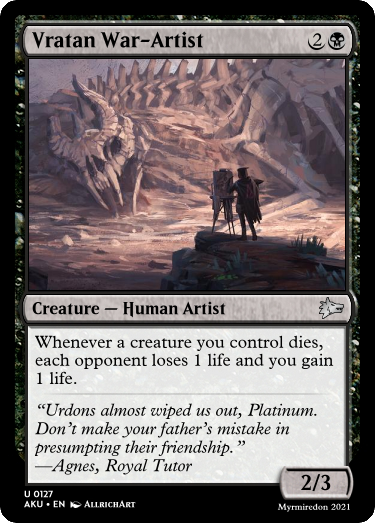 Vratan War-Artist 2
Creature — Human Artist
Whenever a creature you control dies,
each opponent loses 1 life and you gain
1 life.
“Urdons almost wiped us out, Platinum.
Don’t make your father’s mistake in
presumpting their friendship.”
—Agnes, Royal Tutor
2/3
U 0127
AKU • EN AllrichArt
Myrmiredon 2021